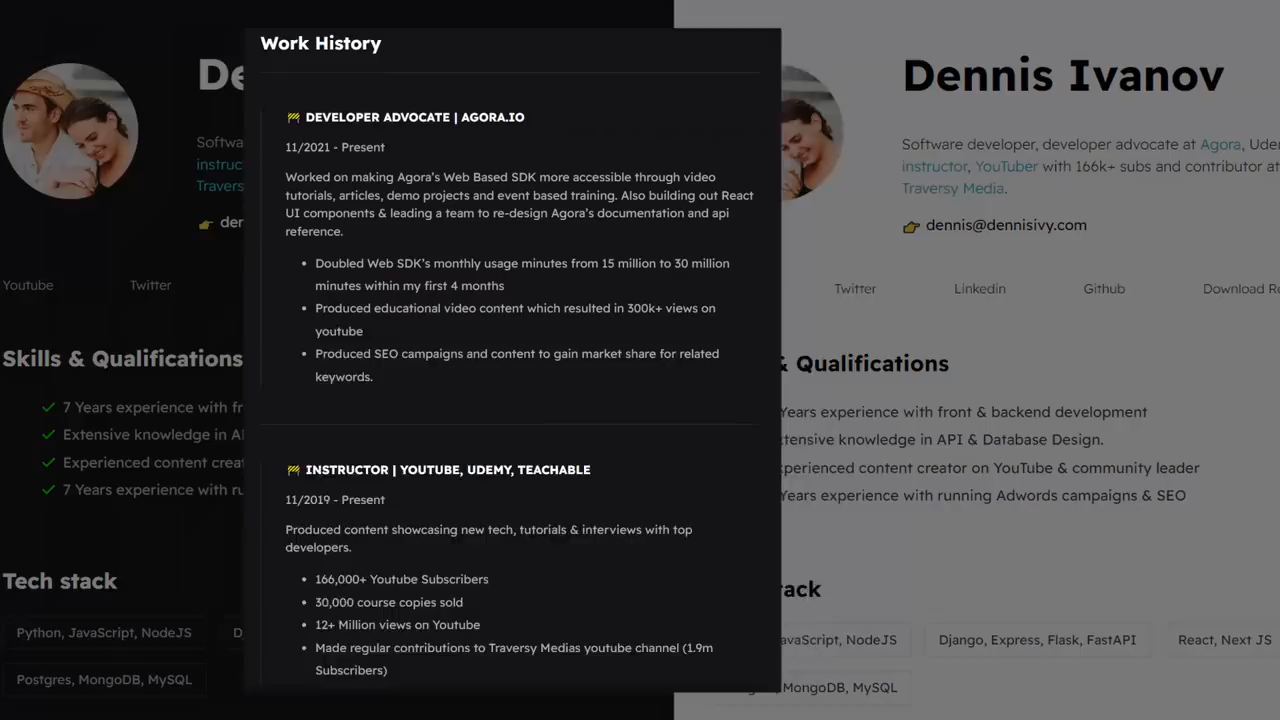 Work History
DEVELOPER ADVOCATE | AGORA.IO
11/2021 - Present
Worked on making Agora's Web Based SDK more accessible through video
tutorials, articles, demo projects and event based training. Also building out React
UI components & leading a team to re-design Agora's documentation and api
reference.
• Doubled Web SDK's monthly usage minutes from 15 million to 30 million
minutes within my first 4 months
• Produced educational video content which resulted in 300k+ views on
youtube
• Produced SEO campaigns and content to gain market share for related
keywords.
INSTRUCTOR | YOUTUBE, UDEMY, TEACHABLE
11/2019 - Present
Produced content showcasing new tech, tutorials & interviews with top
developers.
• 166,000+ Youtube Subscribers
• 30,000 course copies sold
• 12+ Million views on Youtube
• Made regular contributions to Traversy Medias youtube channel (1.9m
Subscribers)
De
Softwa
instruc
Travers
der
Youtube
Twitter
Skills & Qualifications
7 Years experience with fr
Extensive knowledge in A
Experienced content creat
7 Years experience with ru
Tech stack
Python, JavaScript, NodeJS
D
Postgres, MongoDB, MySQL
Dennis Ivanov
Software developer, developer advocate at Agora, Uder
instructor, YouTuber with 166k+ subs and contributor at
Traversy Media.
dennis@dennisivy.com
Twitter
Linkedin
Github
Download Re
& Qualifications
Years experience with front & backend development
tensive knowledge in API & Database Design.
perienced content creator on YouTube & community leader
Years experience with running Adwords campaigns & SEO
ack
avaScript, NodeJS
Django, Express, Flask, FastAPI
React, Next JS
MongoDB, MySQL